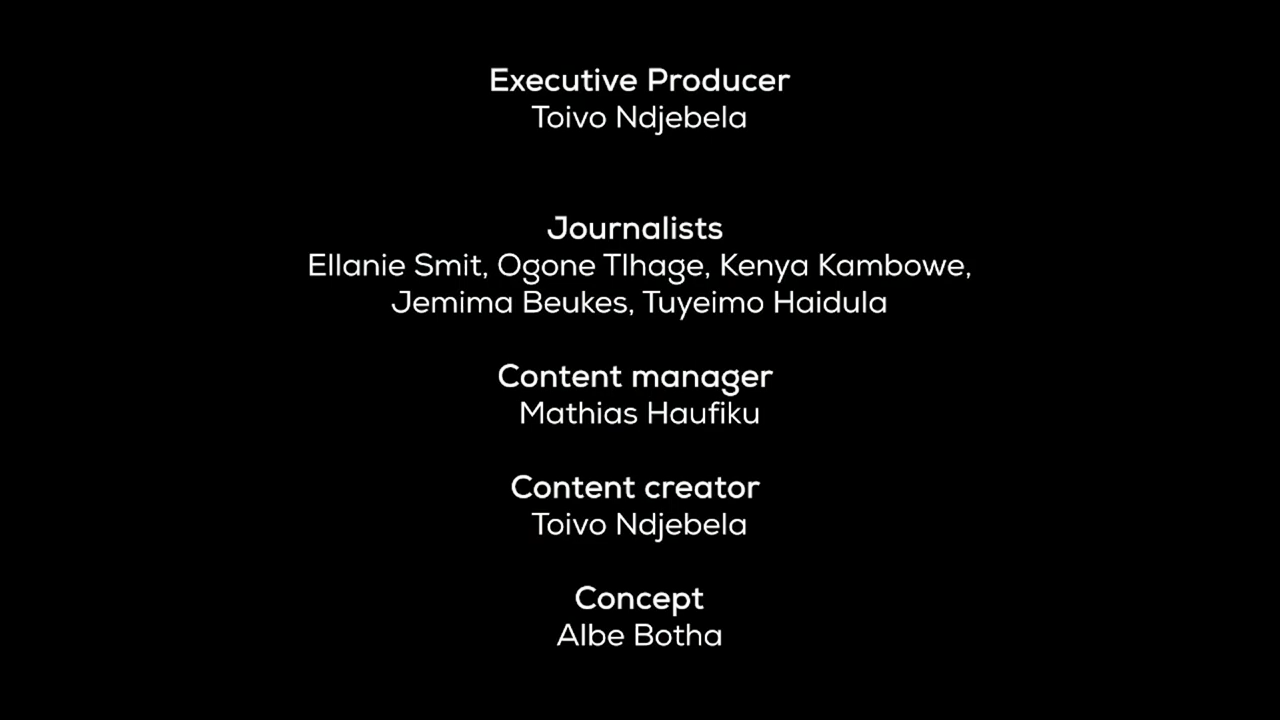 Executive Producer
Toivo Ndjebela
Journalists
Ellanie Smit, Ogone Tlhage, Kenya Kambowe,
Jemima Beukes, Tuyeimo Haidula
Content manager
Mathias Haufiku
Content creator
Toivo Ndjebela
Concept
Albe Botha